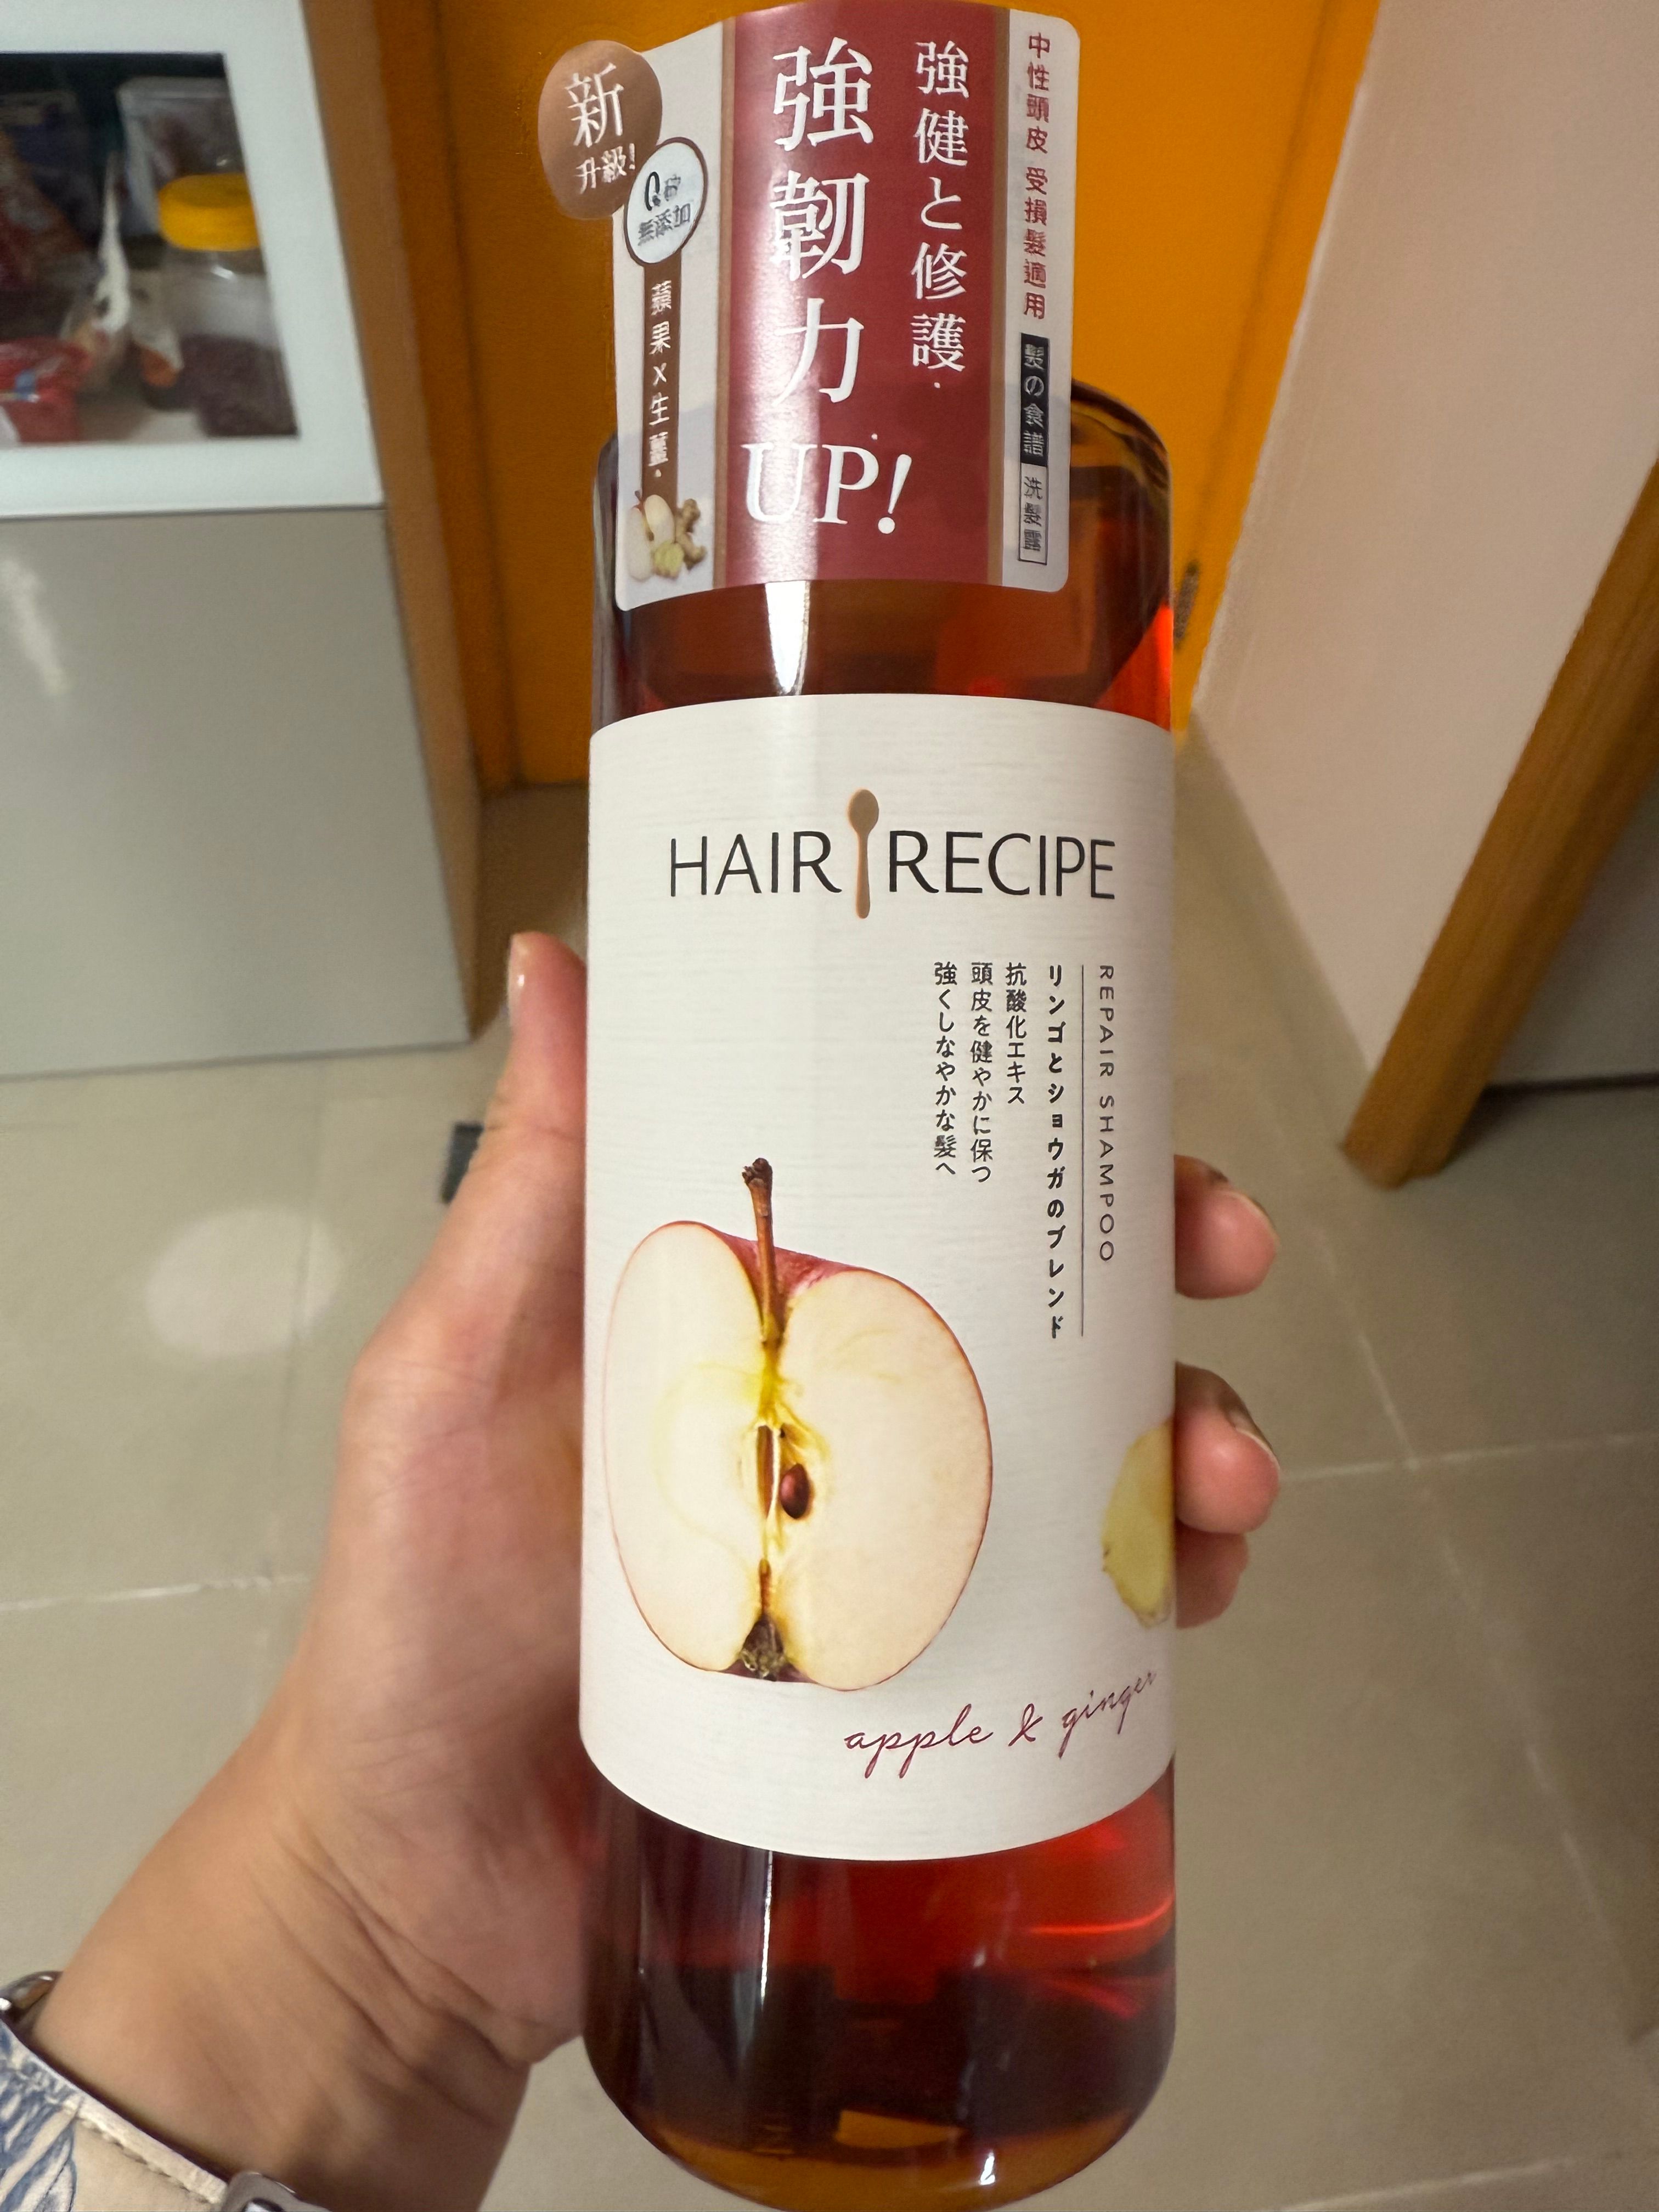 新
升級!
0矽
無添加
蘋果x生薑
強健と修護
強韌力
UP!
中性頭皮 受損髮適用
髪の食譜
洗髮露
HAIR RECIPE
REPAIR SHAMPOO
リンゴとショウガのブレンド
抗酸化エキス
頭皮を健やかに保つ
強くしなやかな髪へ
apple & ginger